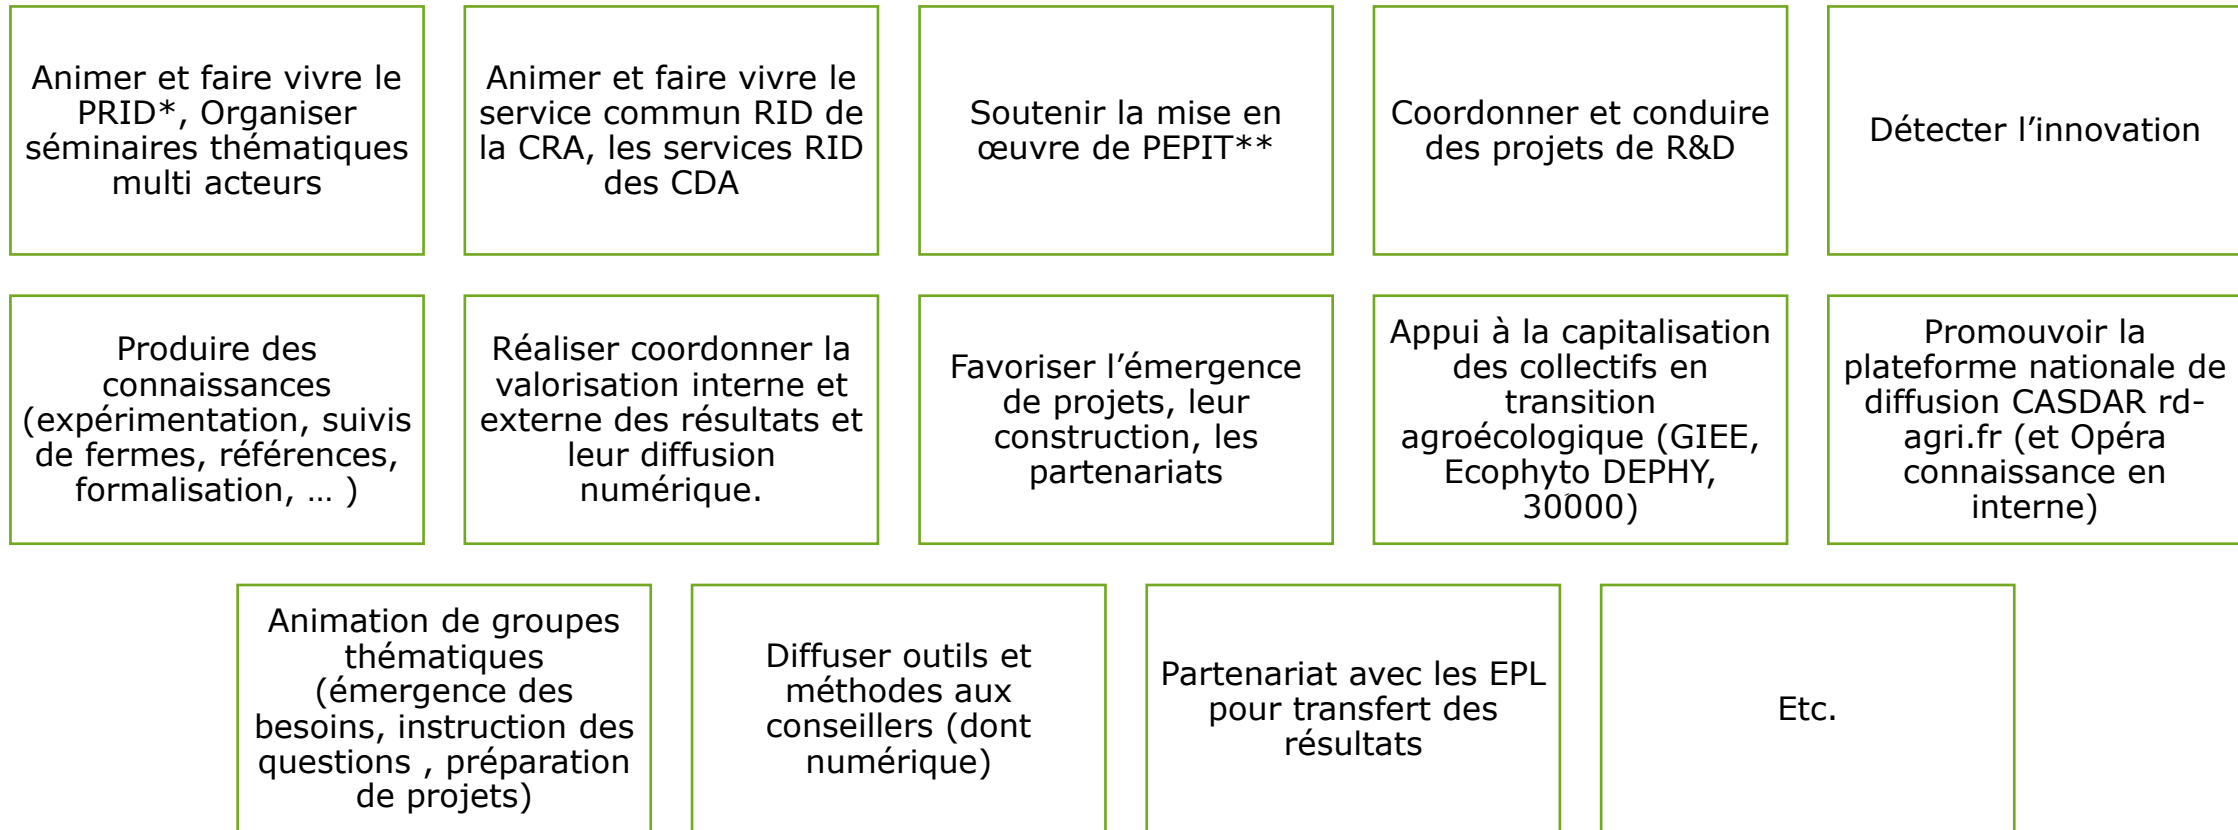 Animer et faire vivre le
PRID*, Organiser
séminaires thématiques
multi acteurs
Animer et faire vivre le
service commun RID de
la CRA, les services RID
des CDA
Soutenir la mise en
œuvre de PEPIT**
Coordonner et conduire
des projets de R&D
Détecter l’innovation
Produire des
connaissances
(expérimentation, suivis
de fermes, références,
formalisation, … )
Réaliser coordonner la
valorisation interne et
externe des résultats et
leur diffusion
numérique.
Favoriser l’émergence
de projets, leur
construction, les
partenariats
Appui à la capitalisation
des collectifs en
transition
agroécologique (GIEE,
Ecophyto DEPHY,
30000)
Promouvoir la
plateforme nationale de
diffusion CASDAR rd-
agri.fr (et Opéra
connaissance en
interne)
Animation de groupes
thématiques
(émergence des
besoins, instruction des
questions , préparation
de projets)
Diffuser outils et
méthodes aux
conseillers (dont
numérique)
Partenariat avec les EPL
pour transfert des
résultats
Etc.